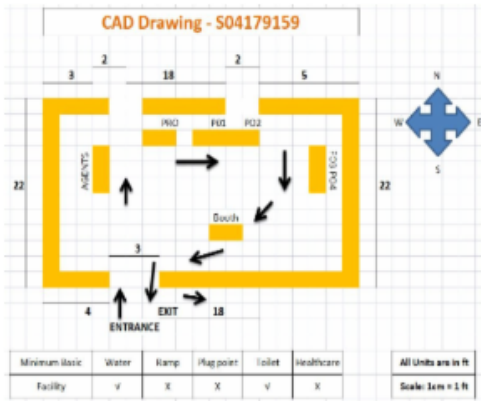 CAD Drawing - S04179159
2
2
3
18
5
N
PRO
P01
PO2
W
E
S
AGENTS
PO3 PO4
22
22
Booth
3
4
EXIT
18
ENTRANCE
Minimum Basic
Water
Ramp
Plug point
Toilet
Healthcare
All Units are in ft
Facility
√
X
X
√
X
Scale: 1cm = 1 ft